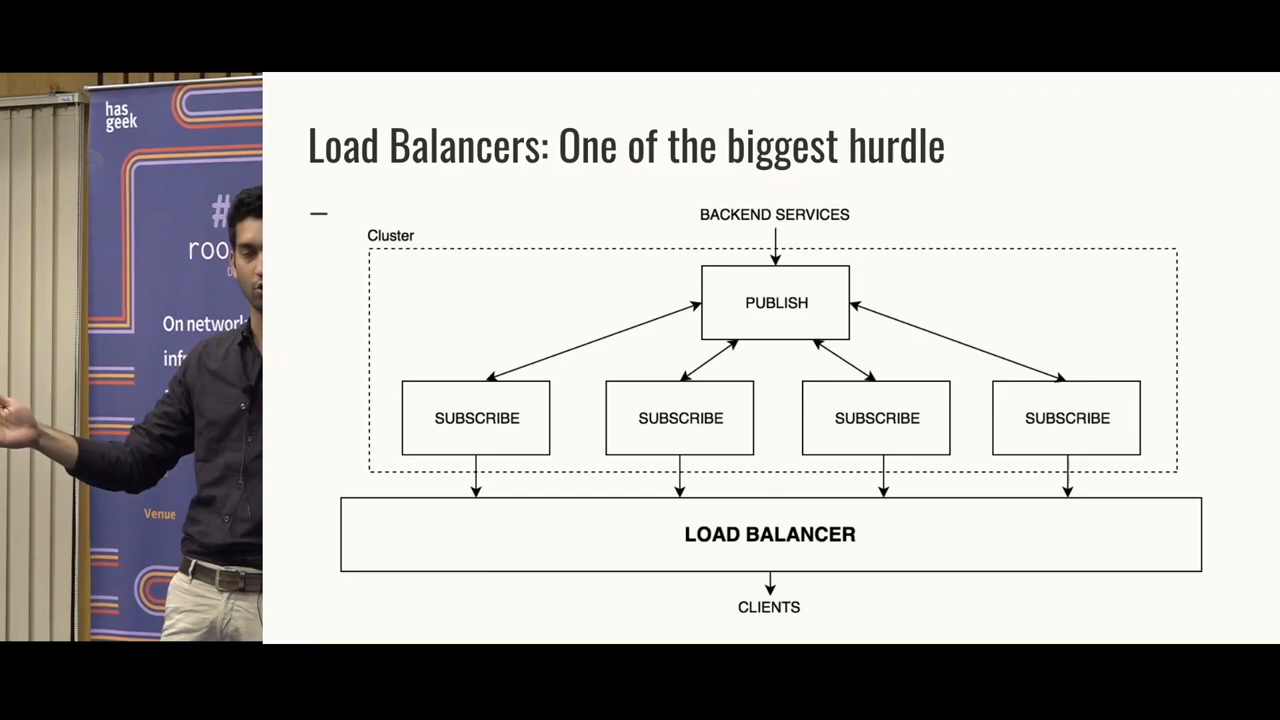 has
geek
#
roo
On network
Venue
Load Balancers: One of the biggest hurdle
BACKEND SERVICES
Cluster
PUBLISH
SUBSCRIBE
SUBSCRIBE
SUBSCRIBE
SUBSCRIBE
LOAD BALANCER
CLIENTS